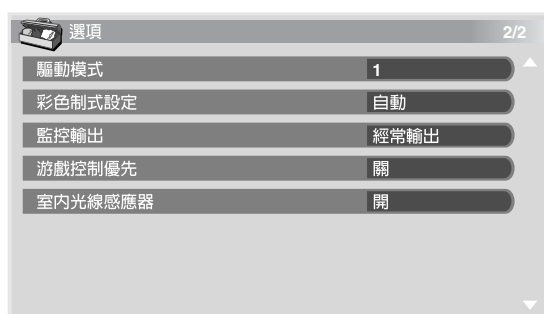 選項 2/2
驅動模式 1
彩色制式設定 自動
監控輸出 經常輸出
游戲控制優先 關
室内光線感應器 開